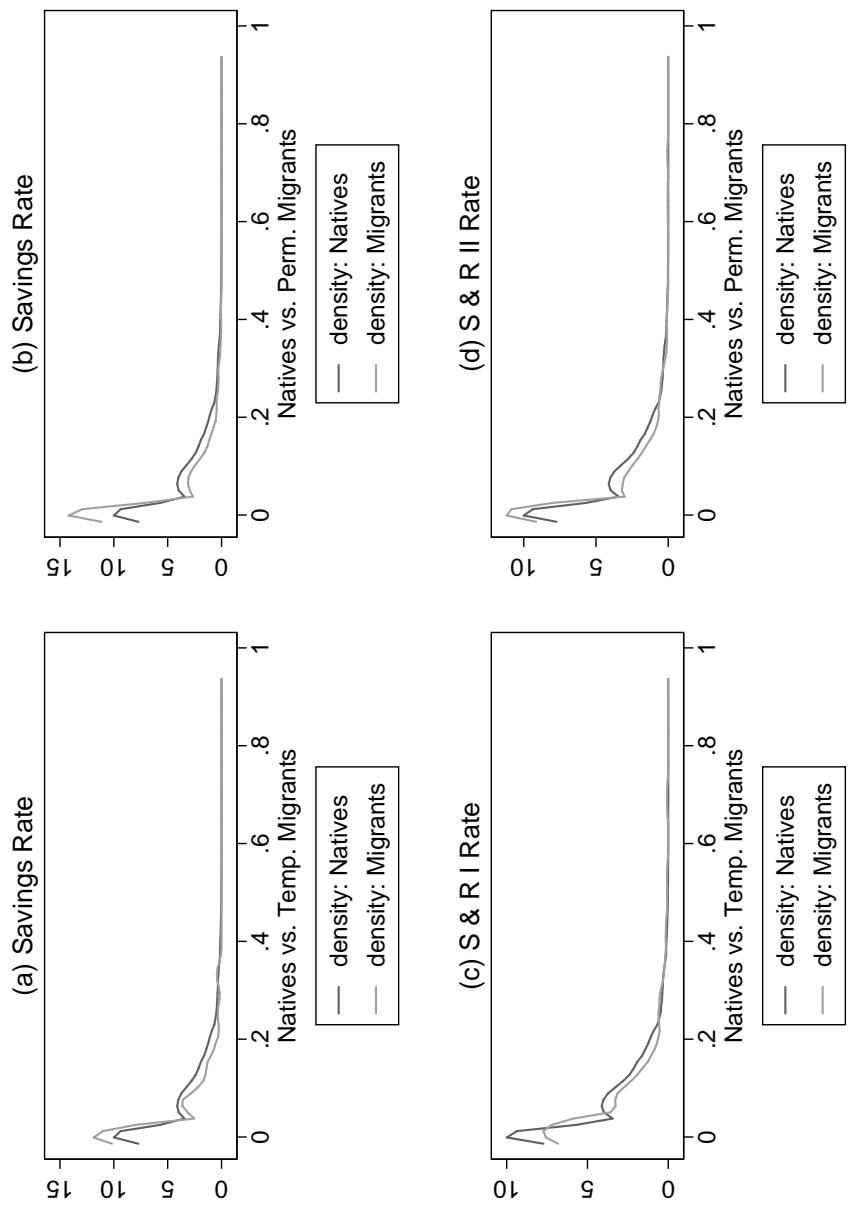 (a) Savings Rate
15
10
5
0
0
.2
.4
.6
.8
1
Natives vs. Temp. Migrants
density: Natives
density: Migrants
(b) Savings Rate
15
10
5
0
0
.2
.4
.6
.8
1
Natives vs. Perm. Migrants
density: Natives
density: Migrants
(c) S & R I Rate
10
5
0
0
.2
.4
.6
.8
1
Natives vs. Temp. Migrants
density: Natives
density: Migrants
(d) S & R II Rate
10
5
0
0
.2
.4
.6
.8
1
Natives vs. Perm. Migrants
density: Natives
density: Migrants